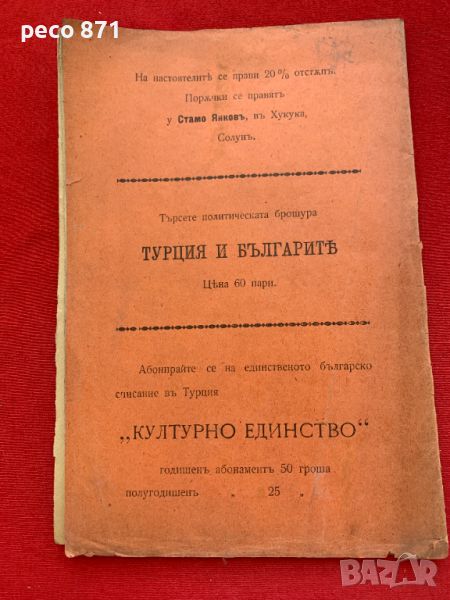 peco 871
На настоятелитѣ се прави 20% отстѫпъ.
Порѫчки се правятъ
у Стамо Янковъ, въ Хукука,
Солунъ.
Търсете политическата брошура
ТУРЦИЯ И БЪЛГАРИТѢ
Цѣна 60 пари.
Абонирайте се на единственото българско
списание въ Турция
„КУЛТУРНО ЕДИНСТВО“
годишенъ абонаментъ 50 гроша
полугодишенъ „ 25 „
BAZAR